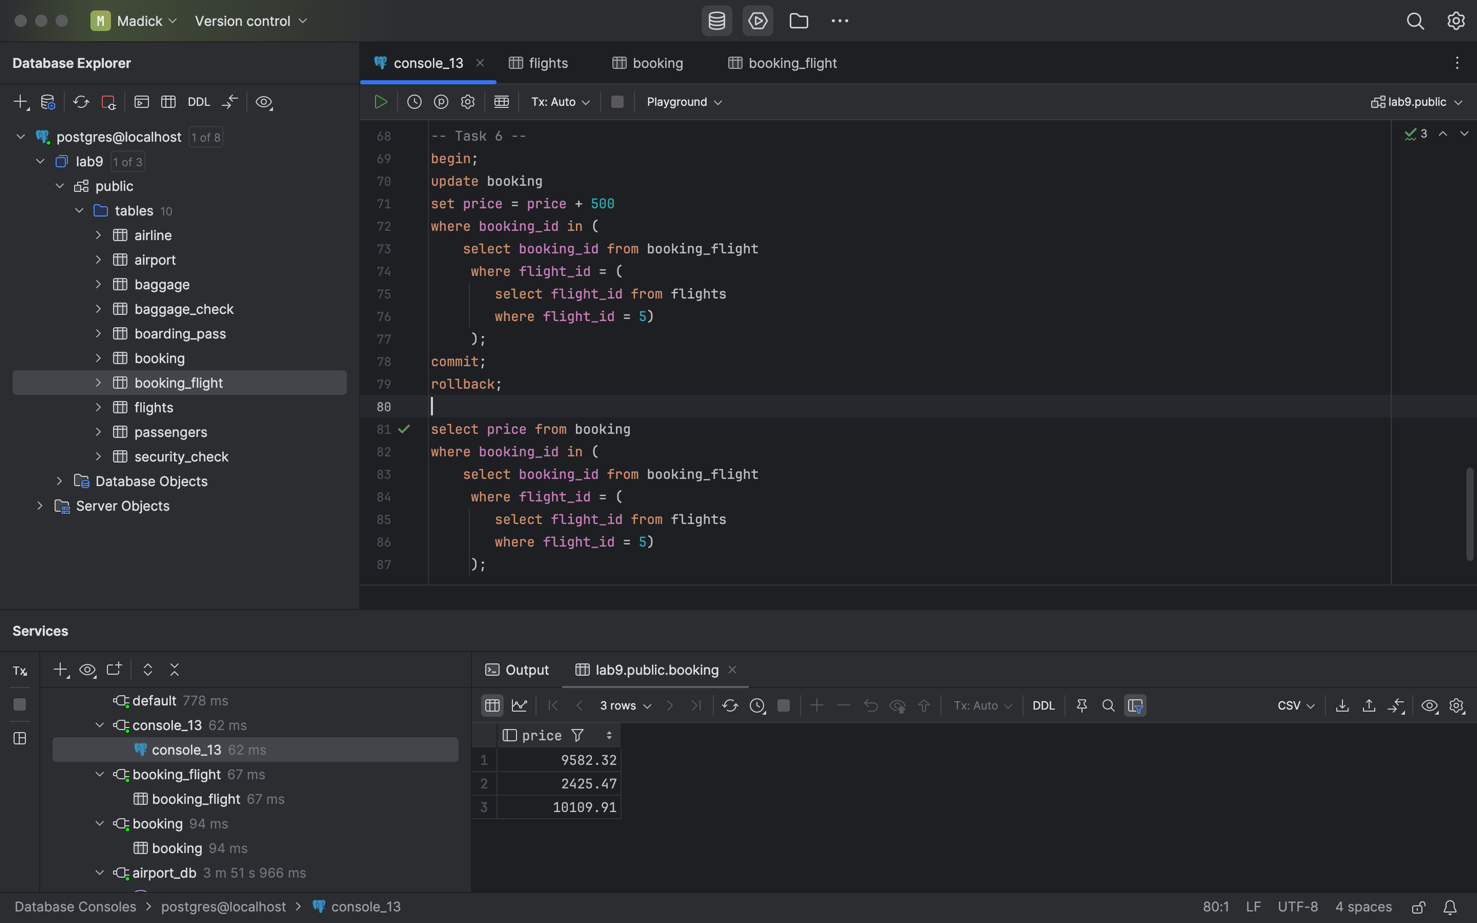 M Madick Version control
Database Explorer
DDL
postgres@localhost 1 of 8
lab9 1 of 3
public
tables 10
airline
airport
baggage
baggage_check
boarding_pass
booking
booking_flight
flights
passengers
security_check
Database Objects
Server Objects
console_13 flights booking booking_flight
Tx: Auto Playground lab9.public
3
68 -- Task 6 --
69 begin;
70 update booking
71 set price = price + 500
72 where booking_id in (
73 select booking_id from booking_flight
74 where flight_id = (
75 select flight_id from flights
76 where flight_id = 5)
77 );
78 commit;
79 rollback;
80
81 select price from booking
82 where booking_id in (
83 select booking_id from booking_flight
84 where flight_id = (
85 select flight_id from flights
86 where flight_id = 5)
87 );
Services
Tx
default 778 ms
console_13 62 ms
console_13 62 ms
booking_flight 67 ms
booking_flight 67 ms
booking 94 ms
booking 94 ms
airport_db 3 m 51 s 966 ms
Output lab9.public.booking
3 rows Tx: Auto DDL CSV
price
1 9582.32
2 2425.47
3 10109.91
Database Consoles > postgres@localhost > console_13
80:1 LF UTF-8 4 spaces